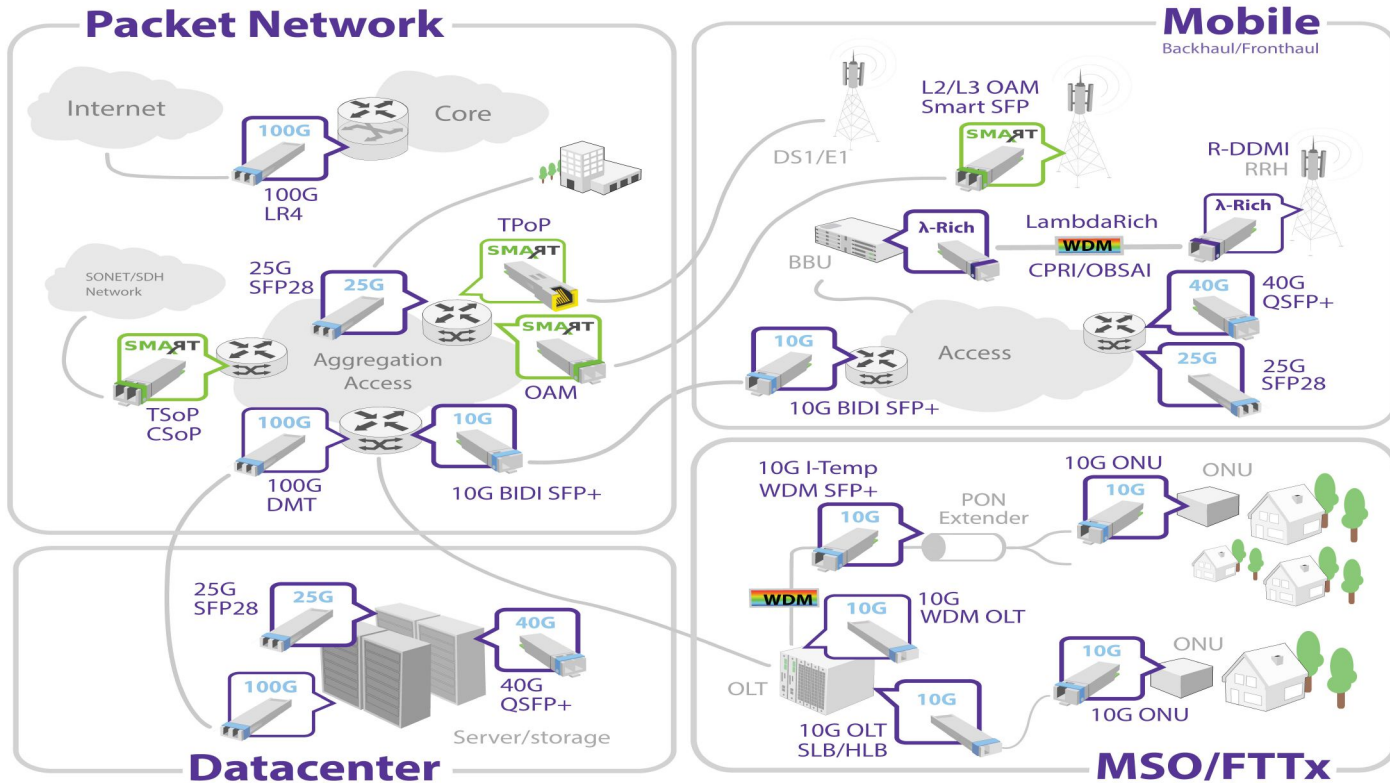 Packet Network
Internet
Core
100G
100G
LR4
TPoP
SMART
SONET/SDH
Network
25G
SFP28
25G
SMART
SMART
Aggregation
Access
OAM
TSoP
CSoP
100G
10G
100G
DMT
10G BIDI SFP+
Mobile
Backhaul/Fronthaul
L2/L3 OAM
Smart SFP
SMART
DS1/E1
R-DDMI
RRH
λ-Rich
λ-Rich
LambdaRich
WDM
CPRI/OBSAI
BBU
40G
40G
QSFP+
10G
Access
25G
25G
SFP28
10G BIDI SFP+
Datacenter
25G
SFP28
25G
40G
100G
40G
QSFP+
Server/storage
MSO/FTTx
10G I-Temp
WDM SFP+
10G
PON
Extender
10G ONU
10G
ONU
WDM
10G
10G
WDM OLT
OLT
10G
10G OLT
SLB/HLB
10G
ONU
10G ONU